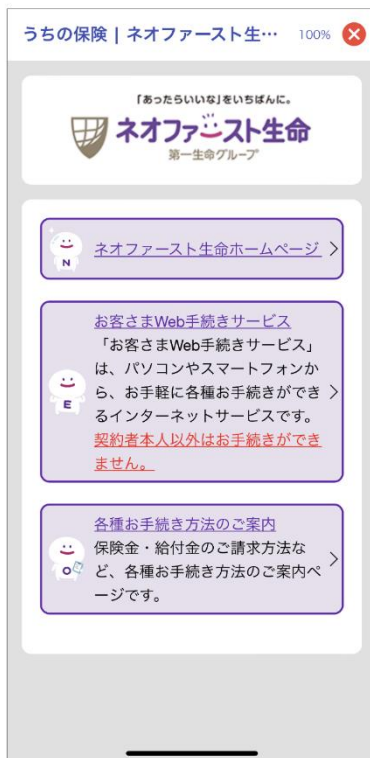 うちの保険 | ネオファースト生… 100%
「あったらいいな」をいちばんに。
ネオファースト生命
第一生命グループ
ネオファースト生命ホームページ
N
お客さまWeb手続きサービス
「お客さまWeb手続きサービス」
は、パソコンやスマートフォンか
ら、お手軽に各種お手続きができ
E
るインターネットサービスです。
契約者本人以外はお手続きができ
ません。
各種お手続き方法のご案内
保険金・給付金のご請求方法な
O
ど、各種お手続き方法のご案内ペ
ージです。